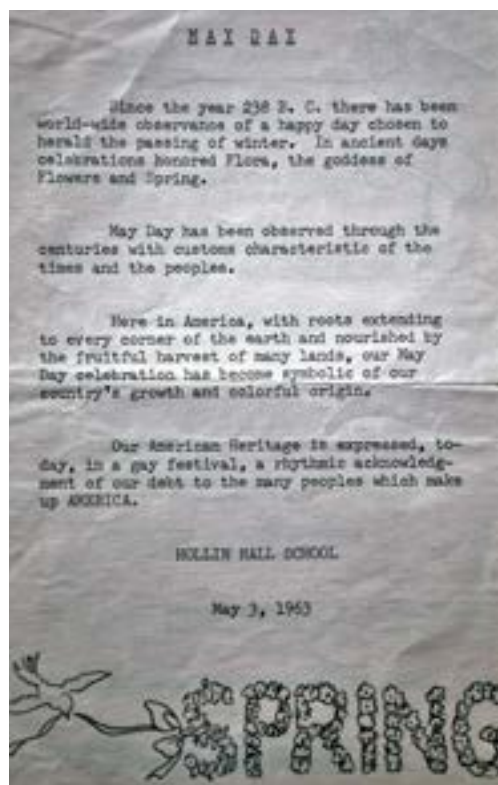 MAY DAY
Since the year 238 B. C. there has been
world-wide observance of a happy day chosen to
herald the passing of winter. In ancient days
celebrations honored Flora, the goddess of
Flowers and Spring.
May Day has been observed through the
centuries with customs characteristic of the
times and the peoples.
Here in America, with roots extending
to every corner of the earth and nourished by
the fruitful harvest of many lands, our May
Day celebration has become symbolic of our
country's growth and colorful origin.
Our American Heritage is expressed, to-
day, in a gay festival, a rhythmic acknowledg-
ment of our debt to the many peoples which make
up AMERICA.
HOLLIN HALL SCHOOL
May 3, 1963
SPRING